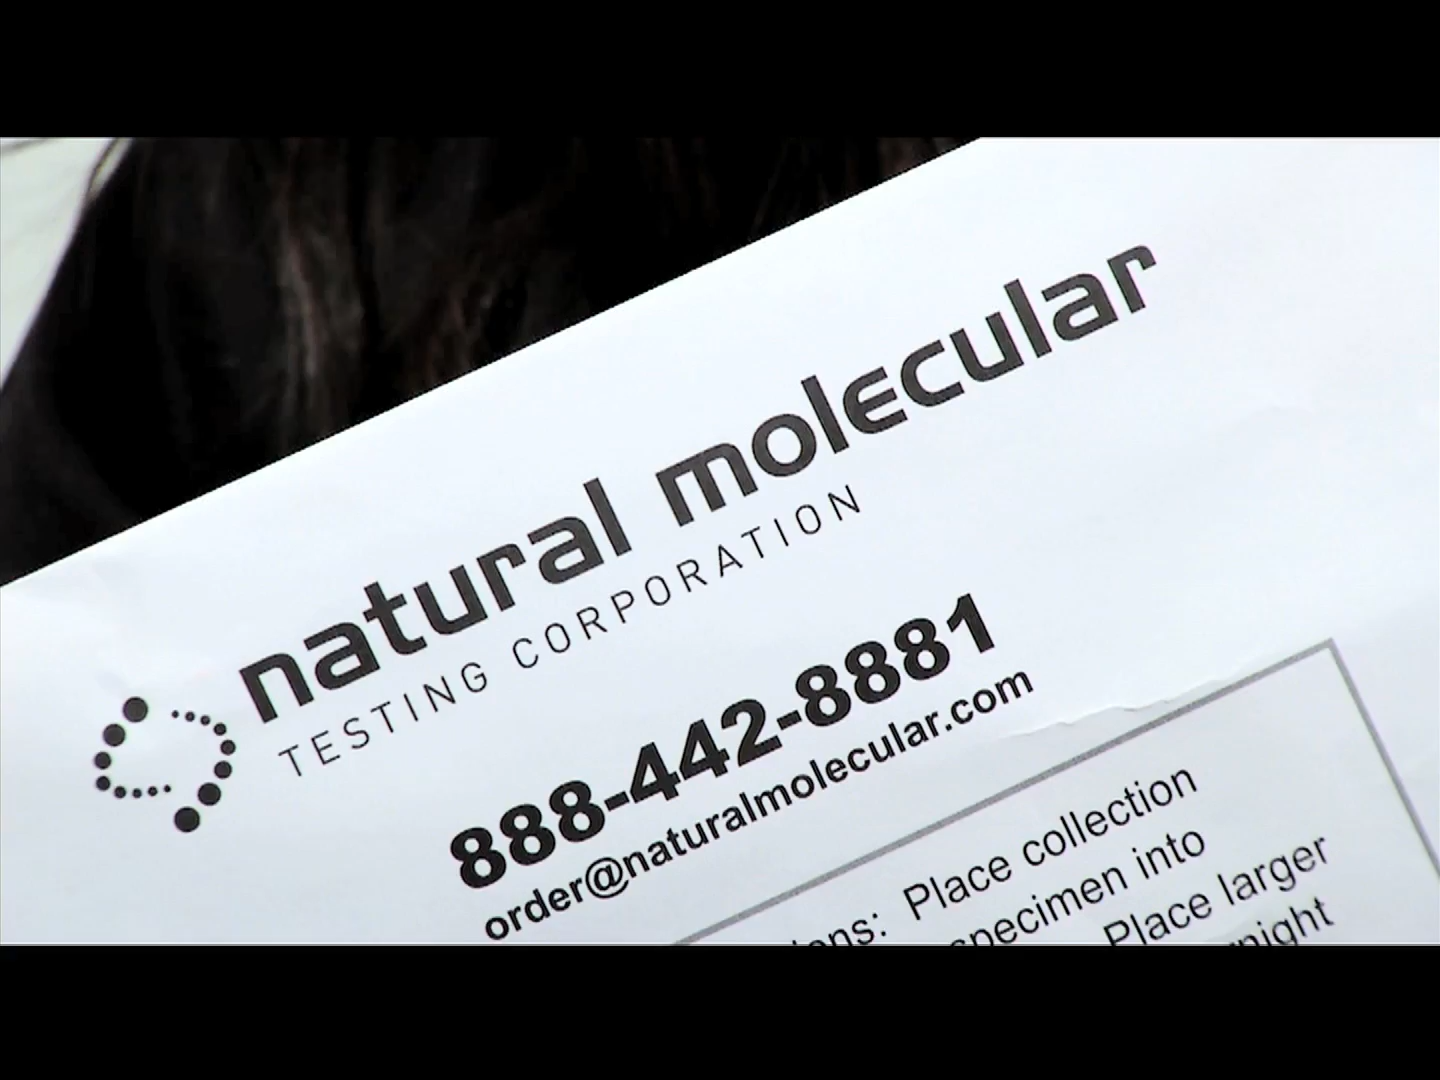 natural molecular
TESTING CORPORATION
888-442-8881
order@naturalmolecular.com
Place collection
specimen into
Place larger